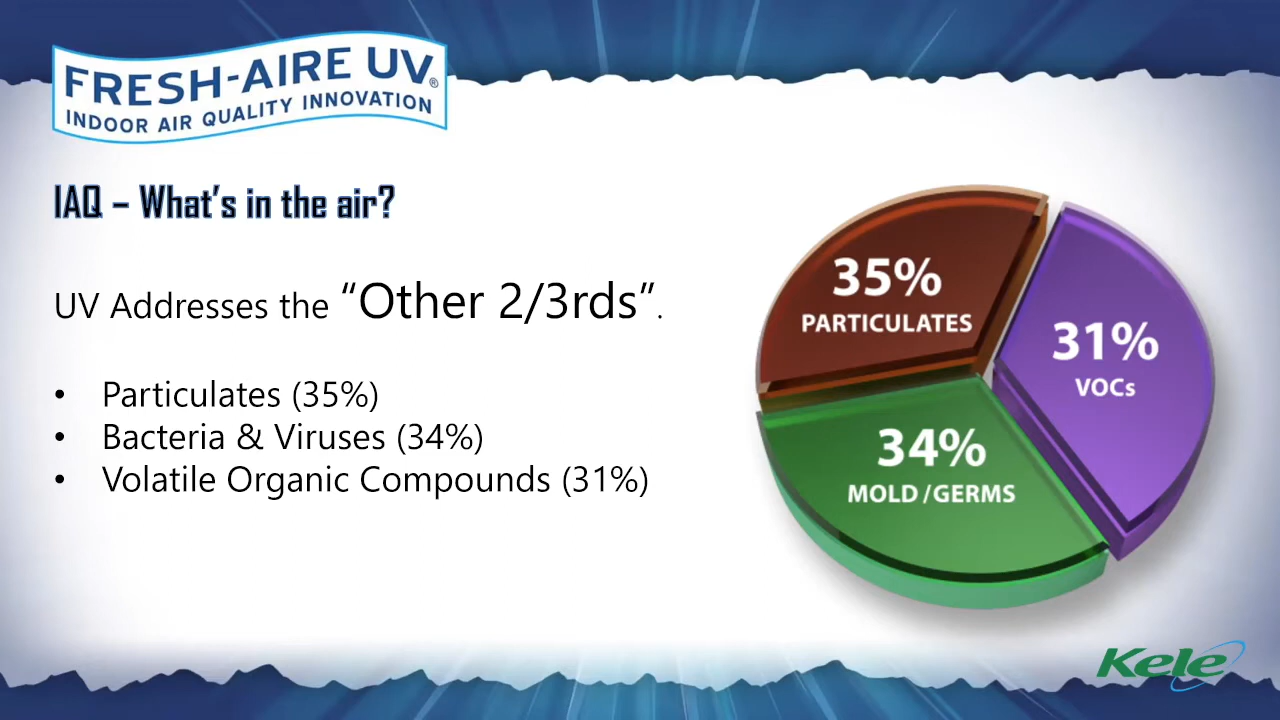 FRESH-AIRE UV®
INDOOR AIR QUALITY INNOVATION
IAQ – What's in the air?
UV Addresses the “Other 2/3rds”.
• Particulates (35%)
• Bacteria & Viruses (34%)
• Volatile Organic Compounds (31%)
35%
PARTICULATES
31%
VOCs
34%
MOLD/GERMS
Kele